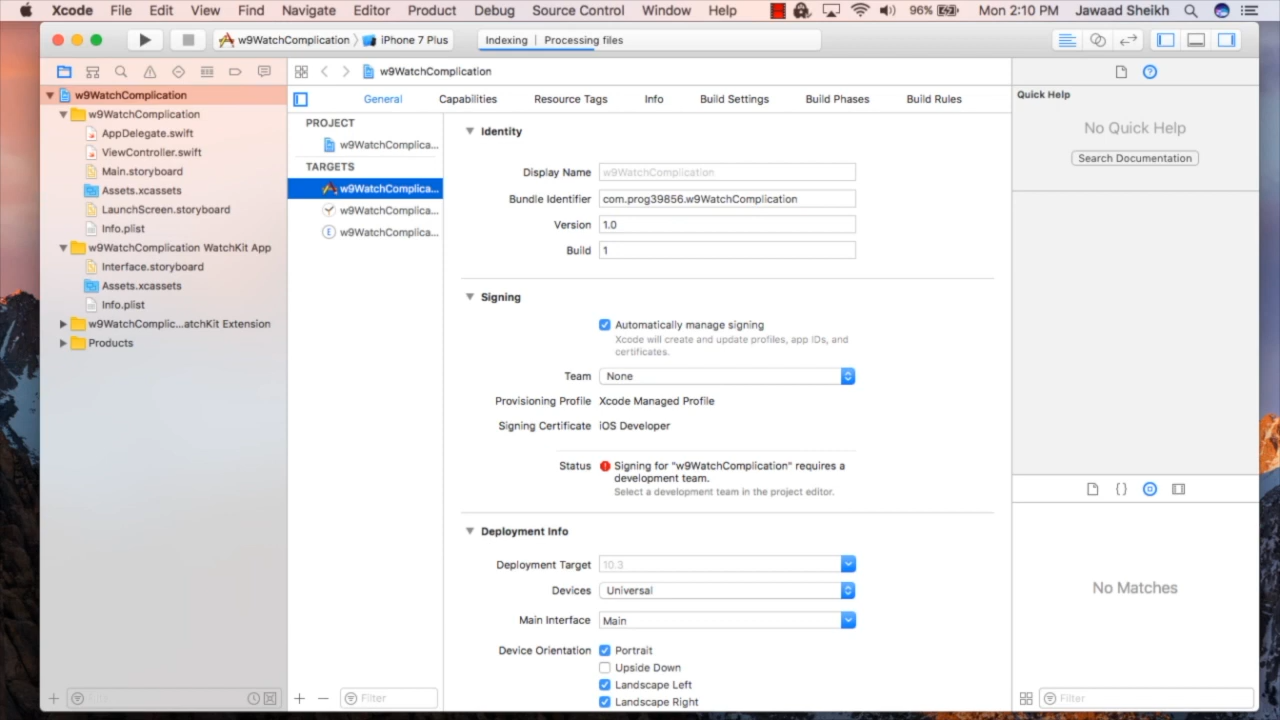 Xcode File Edit View Find Navigate Editor Product Debug Source Control Window Help 96% Mon 2:10 PM Jawaad Sheikh
w9WatchComplication iPhone 7 Plus Indexing | Processing files
w9WatchComplication
w9WatchComplication
w9WatchComplication
AppDelegate.swift
ViewController.swift
Main.storyboard
Assets.xcassets
LaunchScreen.storyboard
Info.plist
w9WatchComplication WatchKit App
Interface.storyboard
Assets.xcassets
Info.plist
w9WatchComplic...atchKit Extension
Products
Filter
General Capabilities Resource Tags Info Build Settings Build Phases Build Rules
PROJECT
w9WatchComplica...
TARGETS
w9WatchComplica...
w9WatchComplica...
w9WatchComplica...
Filter
Identity
Display Name w9WatchComplication
Bundle Identifier com.prog39856.w9WatchComplication
Version 1.0
Build 1
Signing
Automatically manage signing
Xcode will create and update profiles, app IDs, and
certificates.
Team None
Provisioning Profile Xcode Managed Profile
Signing Certificate iOS Developer
Status Signing for "w9WatchComplication" requires a
development team.
Select a development team in the project editor.
Deployment Info
Deployment Target 10.3
Devices Universal
Main Interface Main
Device Orientation Portrait
Upside Down
Landscape Left
Landscape Right
Quick Help
No Quick Help
Search Documentation
No Matches
Filter